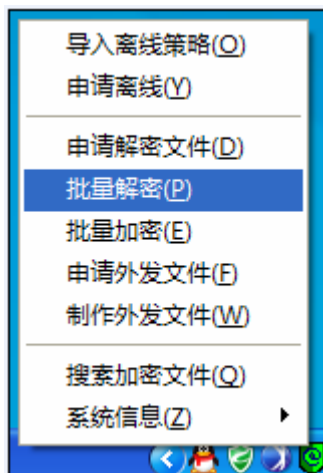 导入离线策略(O)
申请离线(Y)
申请解密文件(D)
批量解密(P)
批量加密(E)
申请外发文件(F)
制作外发文件(W)
搜素加密文件(Q)
系统信息(Z)